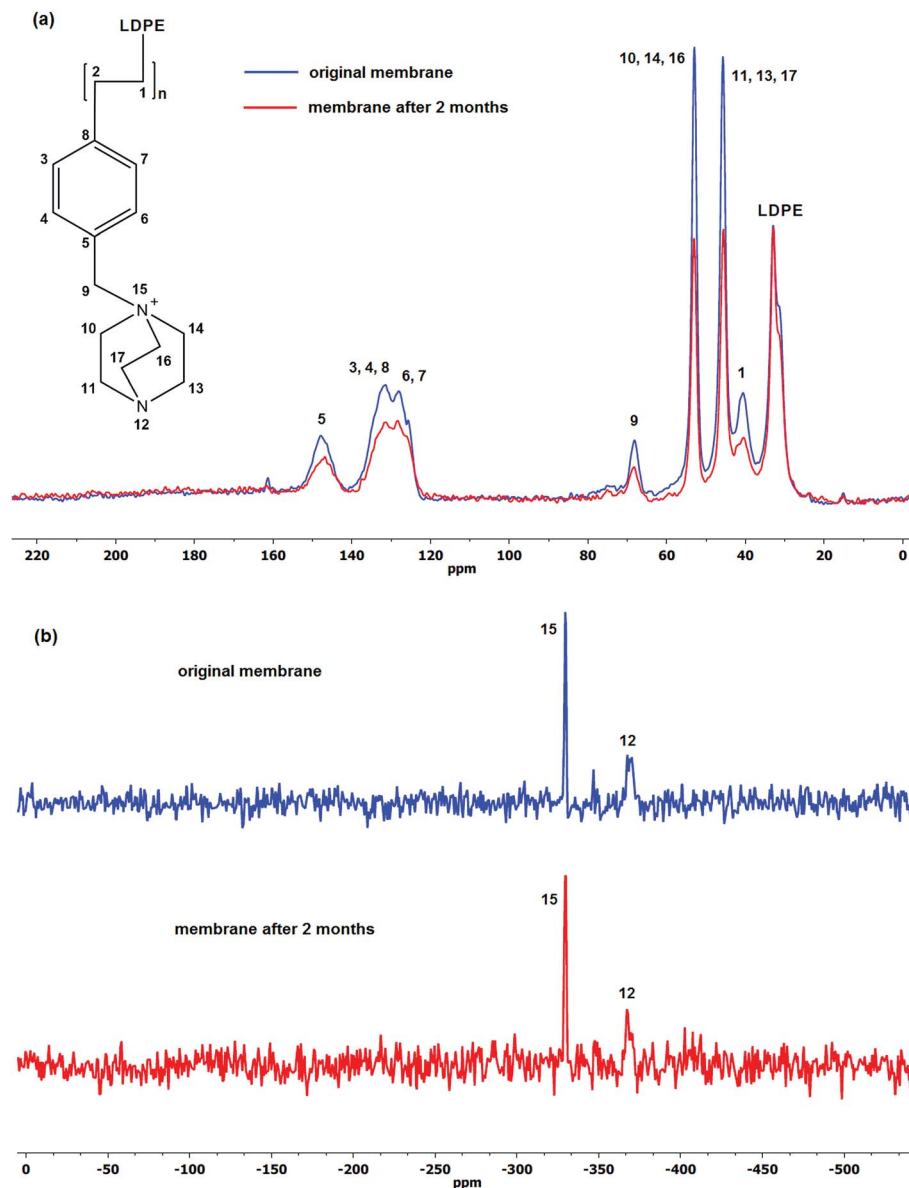 (a)
LDPE
2
1
n
8
3
7
4
6
5
9
15
N
+
10
14
17
16
11
13
N
12
original membrane
membrane after 2 months
10, 14, 16
11, 13, 17
LDPE
3, 4, 8
6, 7
5
9
1
220 200 180 160 140 120 100 80 60 40 20 0
ppm
(b)
15
original membrane
12
15
membrane after 2 months
12
0 -50 -100 -150 -200 -250 -300 -350 -400 -450 -500
ppm